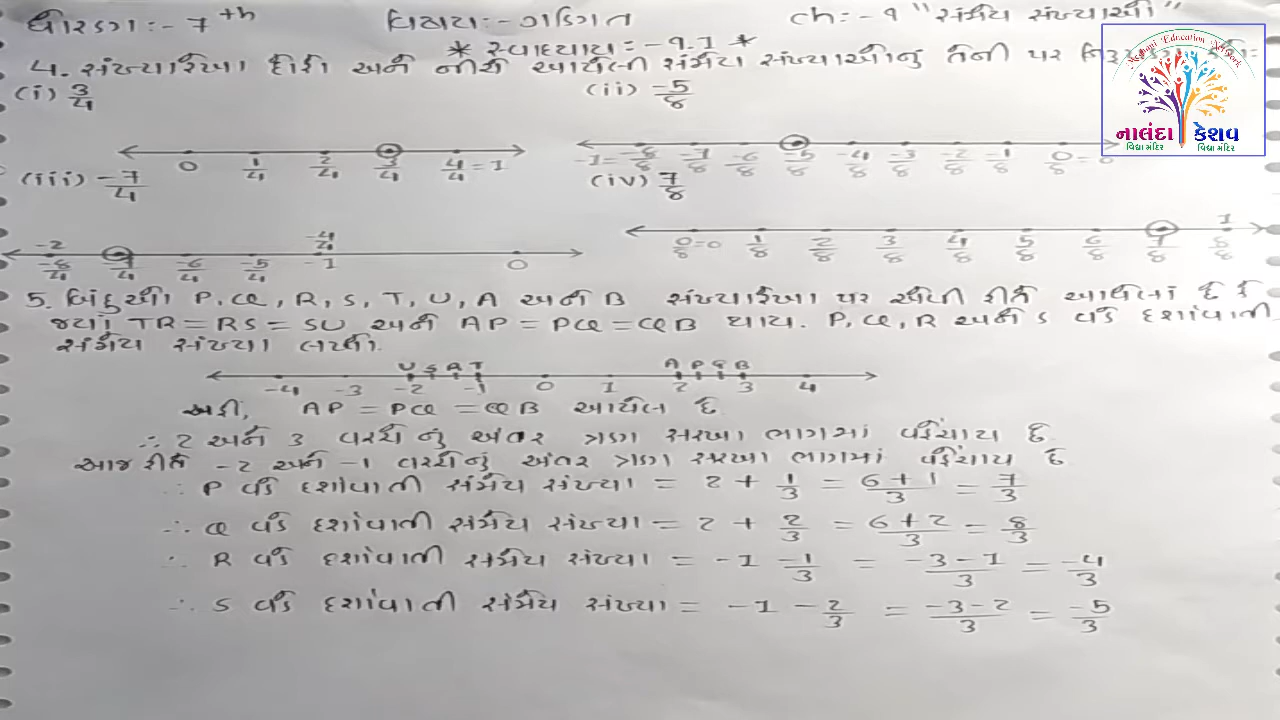 ધોરણ:- 7th વિષય:- ગણિત ch:- ૧ "સંમેય સંખ્યાઓ"
* સ્વાધ્યાય:- ૧.1 *
4. સંખ્યારેખા દોરો અને નીચે આપેલી સંમેય સંખ્યાઓનું તેની પર
(i) 3/4 (ii) -5/8
0 1/4 2/4 3/4 4/4=1
-1=-8/8 -7/8 -6/8 -5/8 -4/8 -3/8 -2/8 -1/8 0/8=0
(iii) -7/4 (iv) 7/8
-2 -4/4 1
-8/4 -7/4 -6/4 -5/4 -1 0
0/8=0 1/8 2/8 3/8 4/8 5/8 6/8 7/8 8/8
5. બિંદુઓ P, Q, R, S, T, U, A અને B સંખ્યારેખા પર એવી રીતે આપેલાં છે કે
જ્યાં TR = RS = SU અને AP = PQ = QB થાય. P, Q, R અને S વડે દર્શાવાતી
સંમેય સંખ્યા લખો.
U S R T A P Q B
-4 -3 -2 -1 0 1 2 3 4
અહીં, AP = PQ = QB આપેલ છે
∴ 2 અને 3 વચ્ચેનું અંતર ત્રણ સરખા ભાગમાં વહેંચાય છે.
આજ રીતે -2 અને -1 વચ્ચેનું અંતર ત્રણ સરખા ભાગમાં વહેંચાય છે
∴ P વડે દર્શાવાતી સંમેય સંખ્યા = 2 + 1/3 = 6+1/3 = 7/3
∴ Q વડે દર્શાવાતી સંમેય સંખ્યા = 2 + 2/3 = 6+2/3 = 8/3
∴ R વડે દર્શાવાતી સંમેય સંખ્યા = -1 -1/3 = -3-1/3 = -4/3
∴ S વડે દર્શાવાતી સંમેય સંખ્યા = -1 - 2/3 = -3-2/3 = -5/3
નાલંદા કેશવ
વિદ્યામંદિર વિદ્યામંદિર